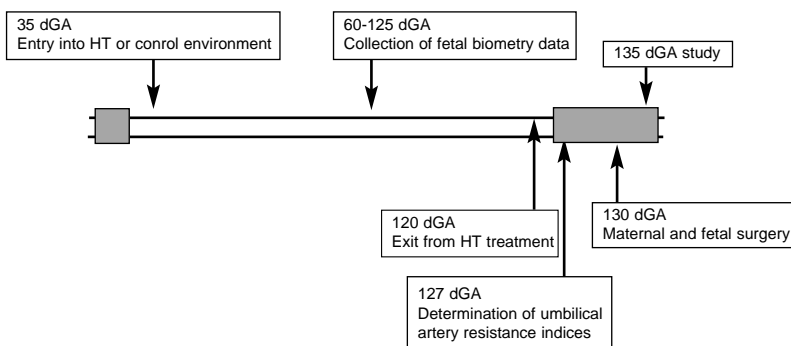 35 dGA
Entry into HT or conrol environment
60-125 dGA
Collection of fetal biometry data
135 dGA study
120 dGA
Exit from HT treatment
130 dGA
Maternal and fetal surgery
127 dGA
Determination of umbilical
artery resistance indices